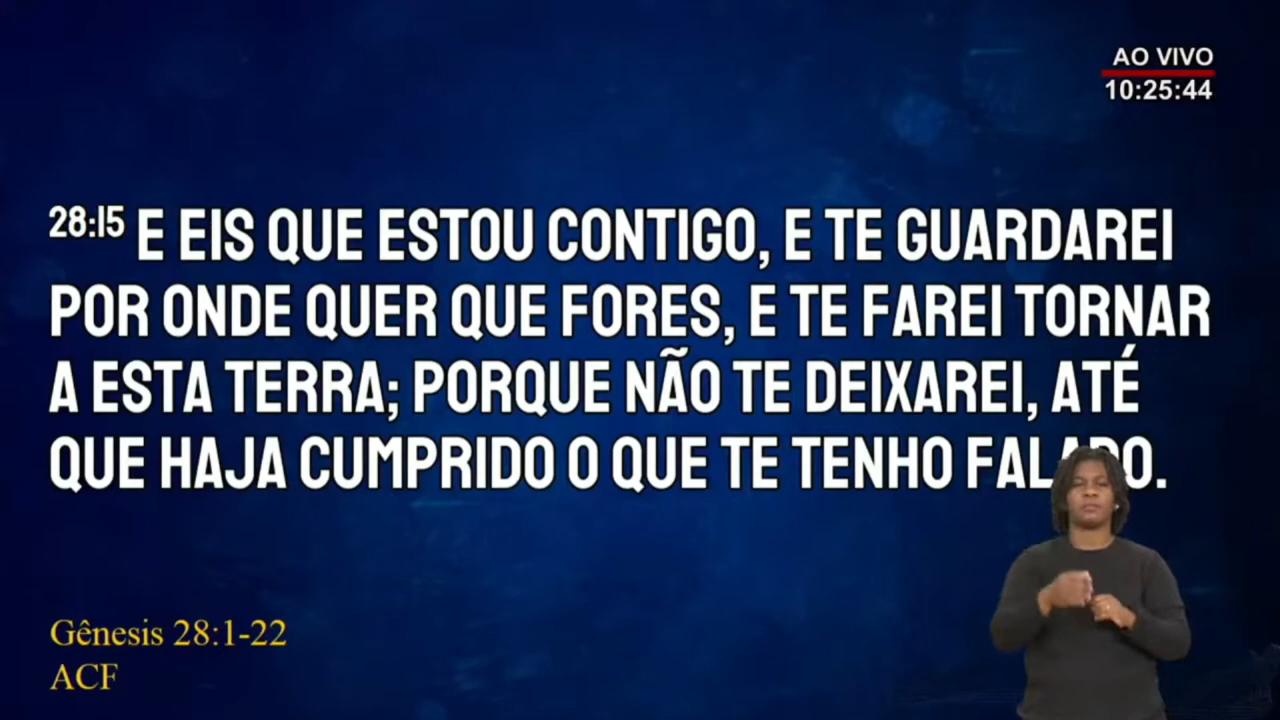 AO VIVO
10:25:44
28:15 E EIS QUE ESTOU CONTIGO, E TE GUARDAREI
POR ONDE QUER QUE FORES, E TE FAREI TORNAR
A ESTA TERRA; PORQUE NÃO TE DEIXAREI, ATÉ
QUE HAJA CUMPRIDO O QUE TE TENHO FALADO.
Gênesis 28:1-22
ACF